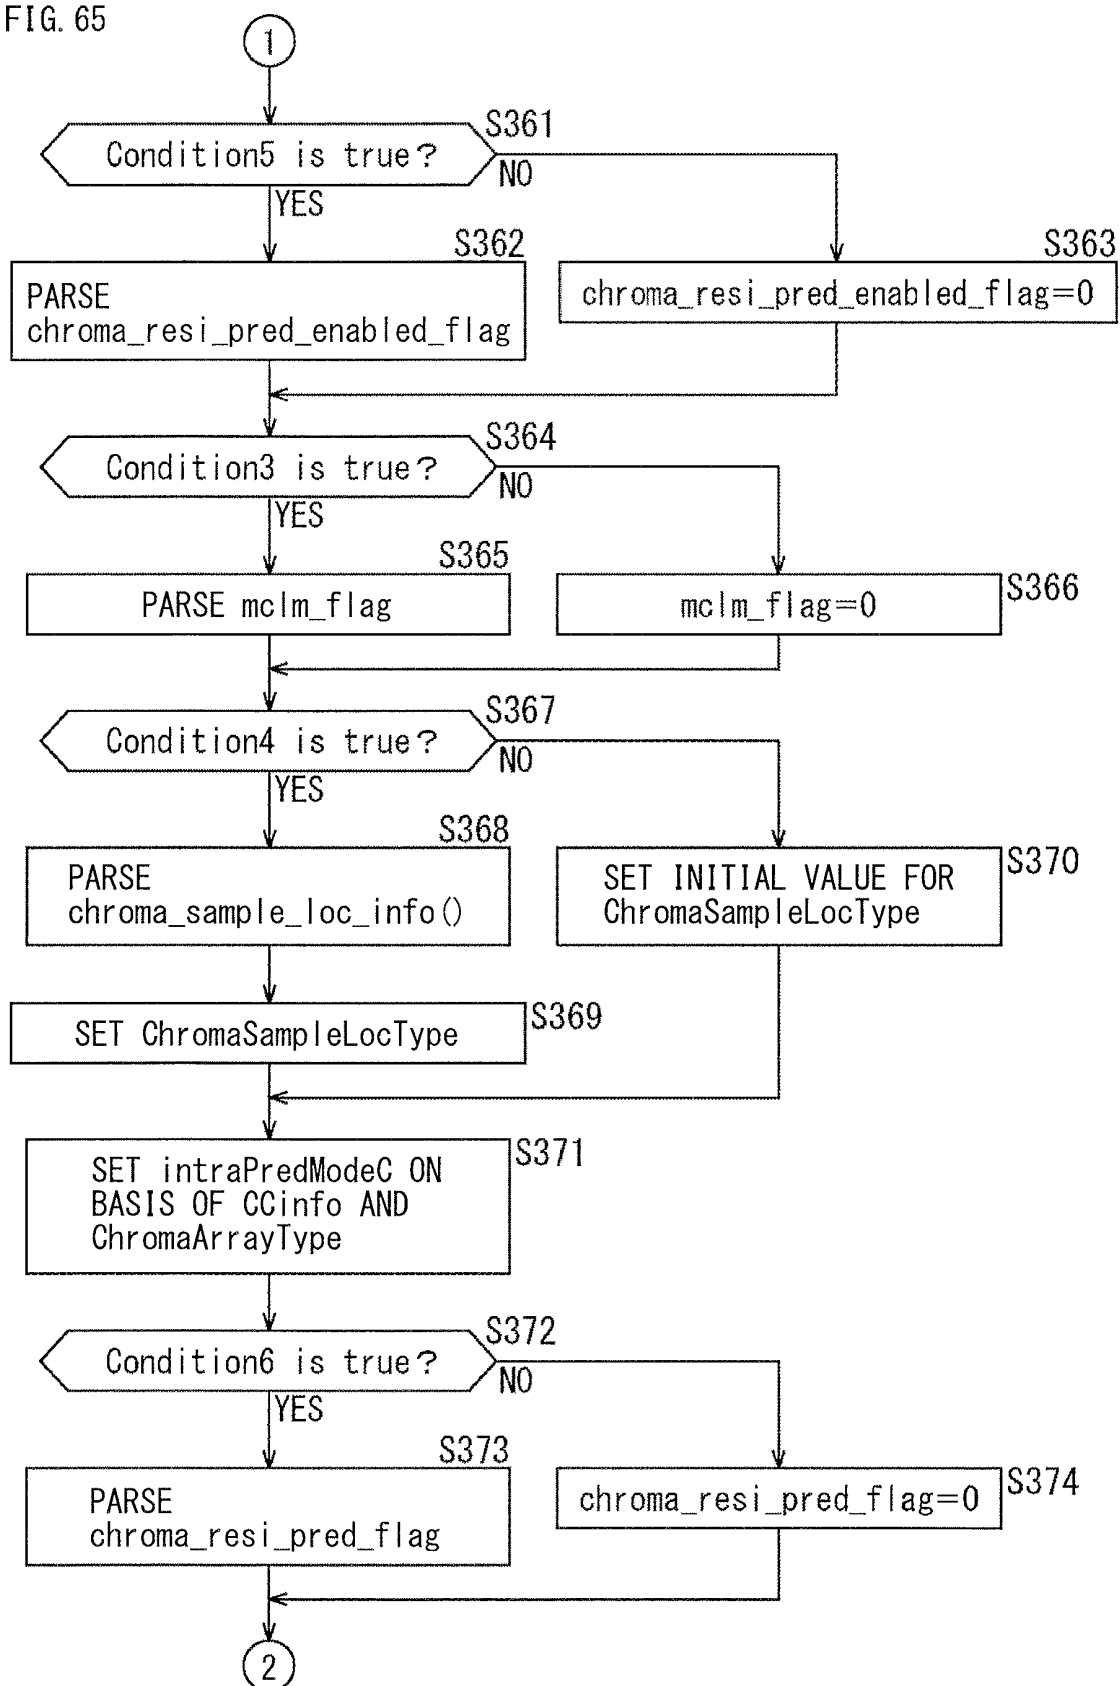 FIG. 65
1
S361
Condition5 is true?
NO
YES
S362
PARSE
chroma_resi_pred_enabled_flag
S363
chroma_resi_pred_enabled_flag=0
S364
Condition3 is true?
NO
YES
S365
PARSE mclm_flag
S366
mclm_flag=0
S367
Condition4 is true?
NO
YES
S368
PARSE
chroma_sample_loc_info()
S370
SET INITIAL VALUE FOR
ChromaSampleLocType
S369
SET ChromaSampleLocType
S371
SET intraPredModeC ON
BASIS OF CCinfo AND
ChromaArrayType
S372
Condition6 is true?
NO
YES
S373
PARSE
chroma_resi_pred_flag
S374
chroma_resi_pred_flag=0
2